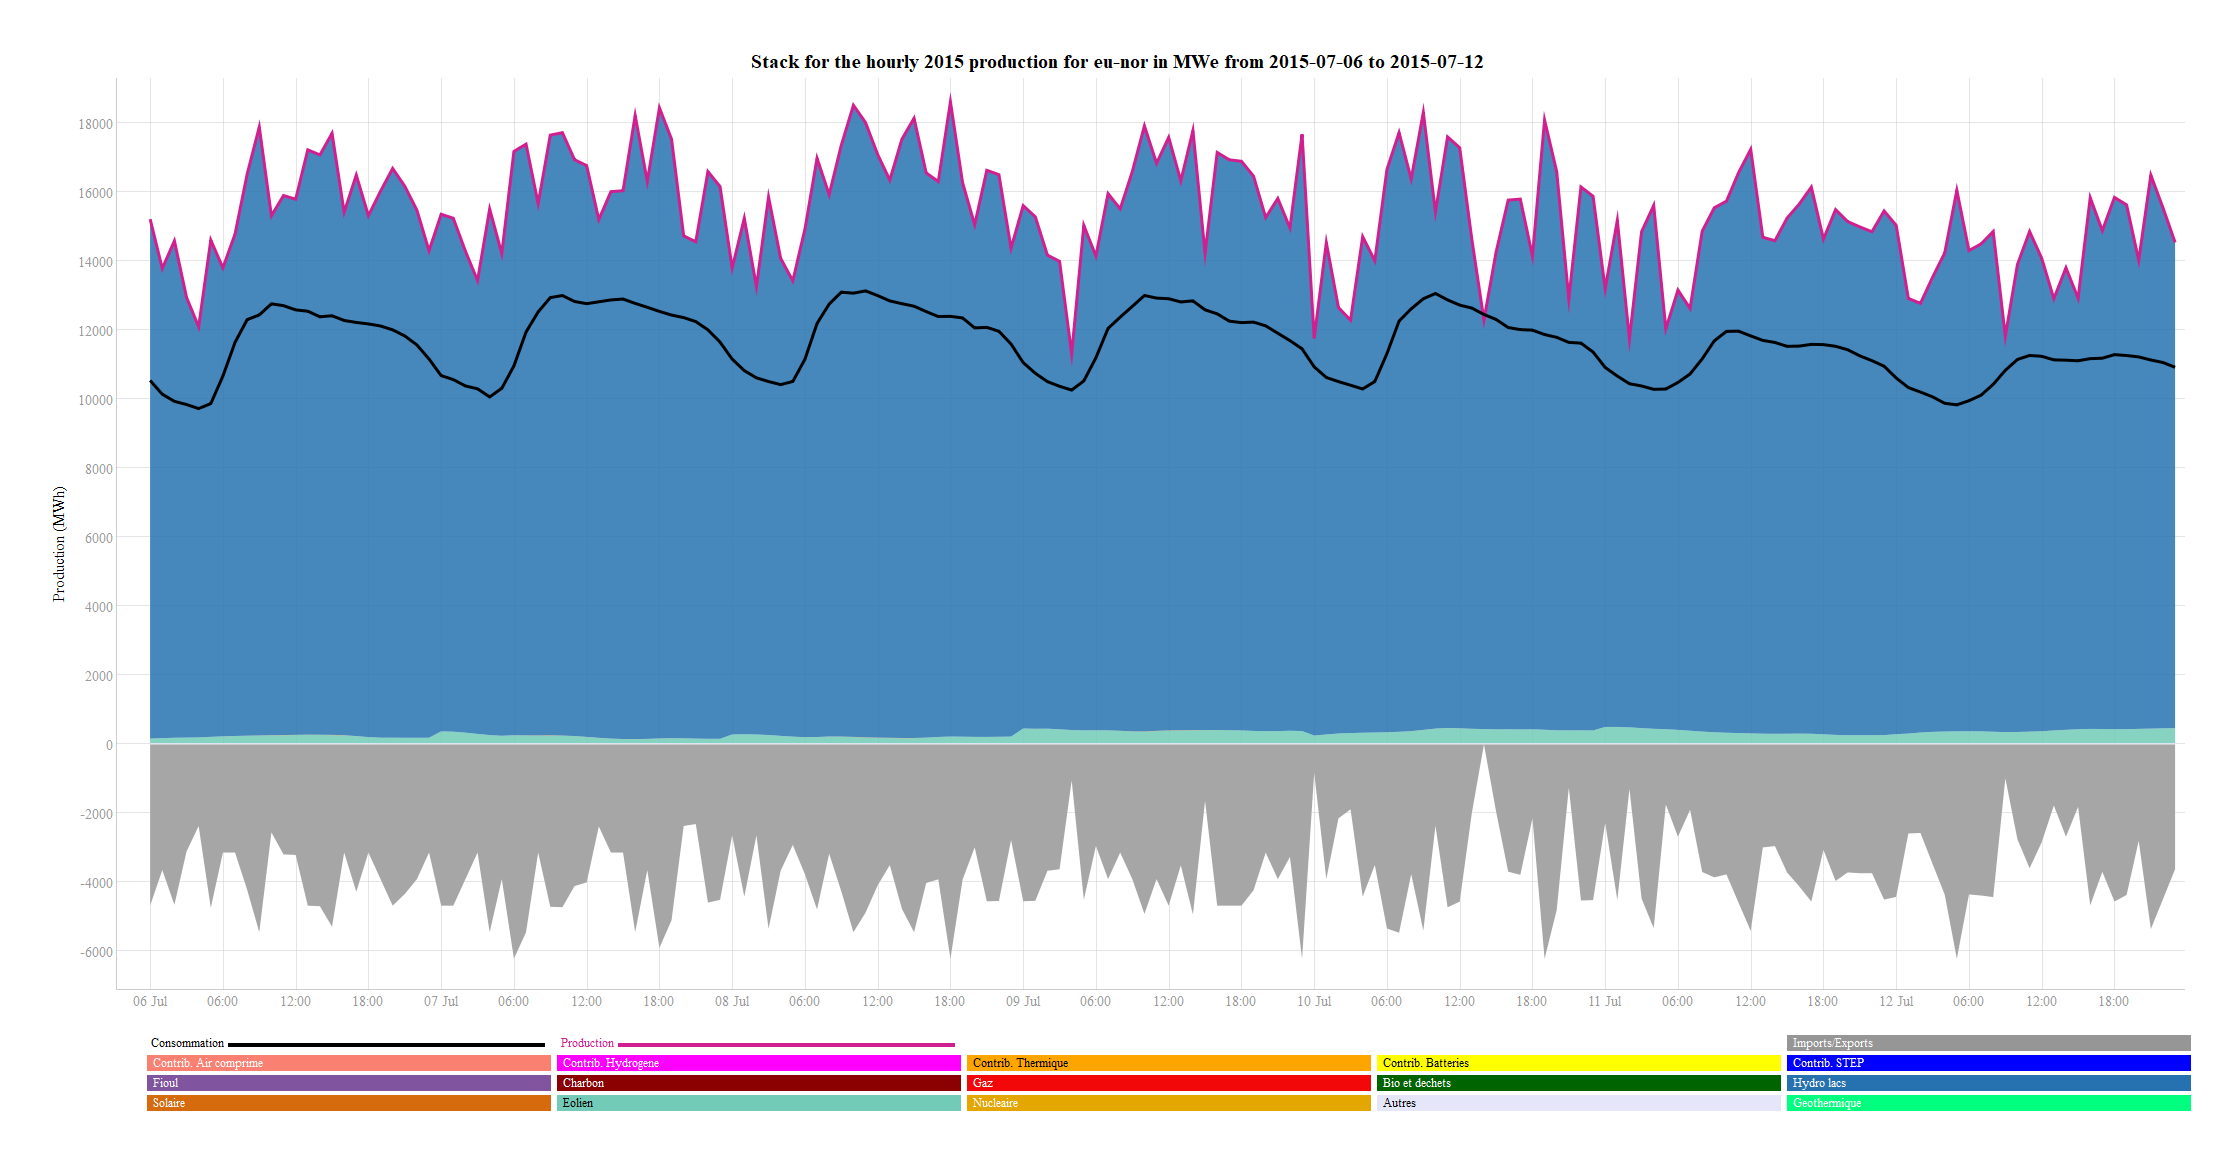 Stack for the hourly 2015 production for eu-nor in MWe from 2015-07-06 to 2015-07-12
Production (MWh)
18000
16000
14000
12000
10000
8000
6000
4000
2000
0
-2000
-4000
-6000
06 Jul 06:00 12:00 18:00 07 Jul 06:00 12:00 18:00 08 Jul 06:00 12:00 18:00 09 Jul 06:00 12:00 18:00 10 Jul 06:00 12:00 18:00 11 Jul 06:00 12:00 18:00 12 Jul 06:00 12:00 18:00
Consommation Production Imports/Exports
Contrib. Air comprime Contrib. Hydrogene Contrib. Thermique Contrib. Batteries Contrib. STEP
Fioul Charbon Gaz Bio et dechets Hydro lacs
Solaire Eolien Nucleaire Autres Geothermique